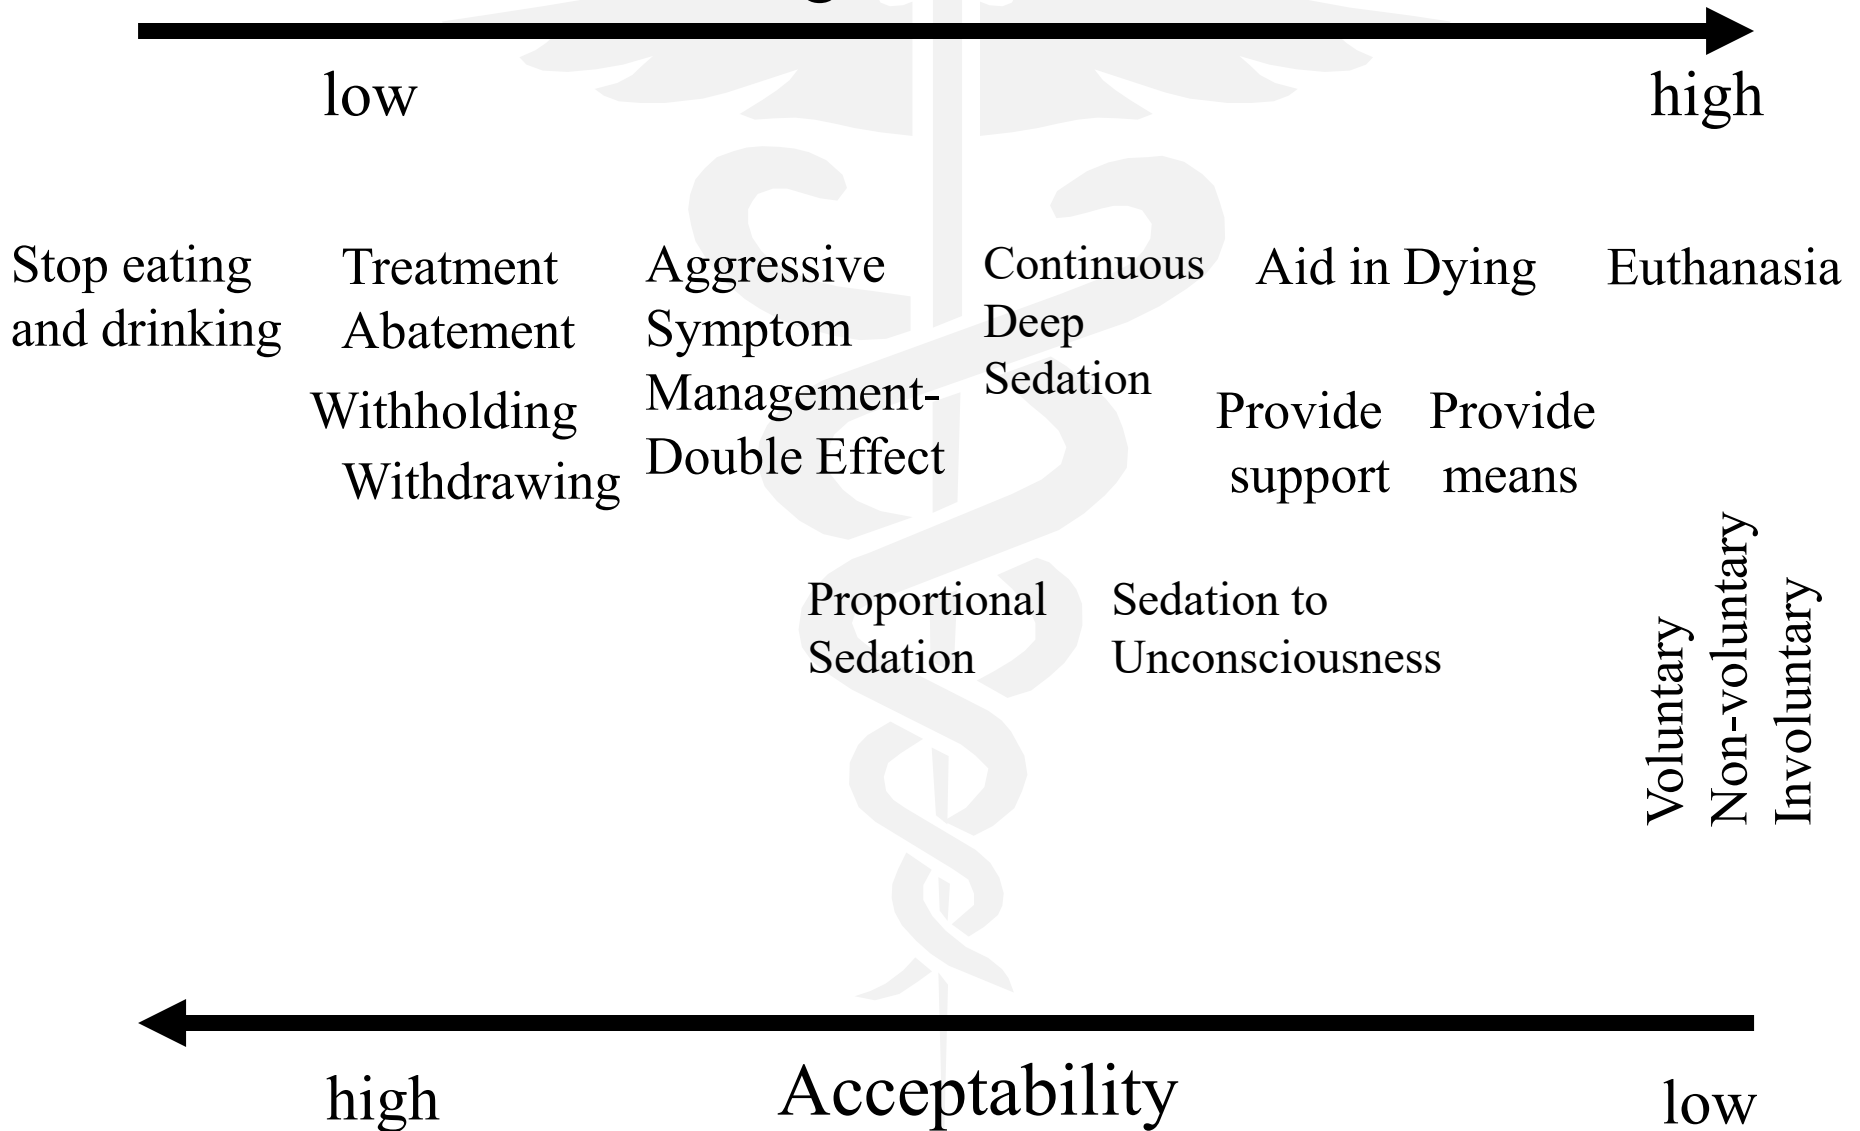 low
high
Stop eating
and drinking
Treatment
Abatement
Withholding
Withdrawing
Aggressive
Symptom
Management-
Double Effect
Continuous
Deep
Sedation
Aid in Dying
Provide
support
Provide
means
Euthanasia
Proportional
Sedation
Sedation to
Unconsciousness
Voluntary
Non-voluntary
Involuntary
high
Acceptability
low